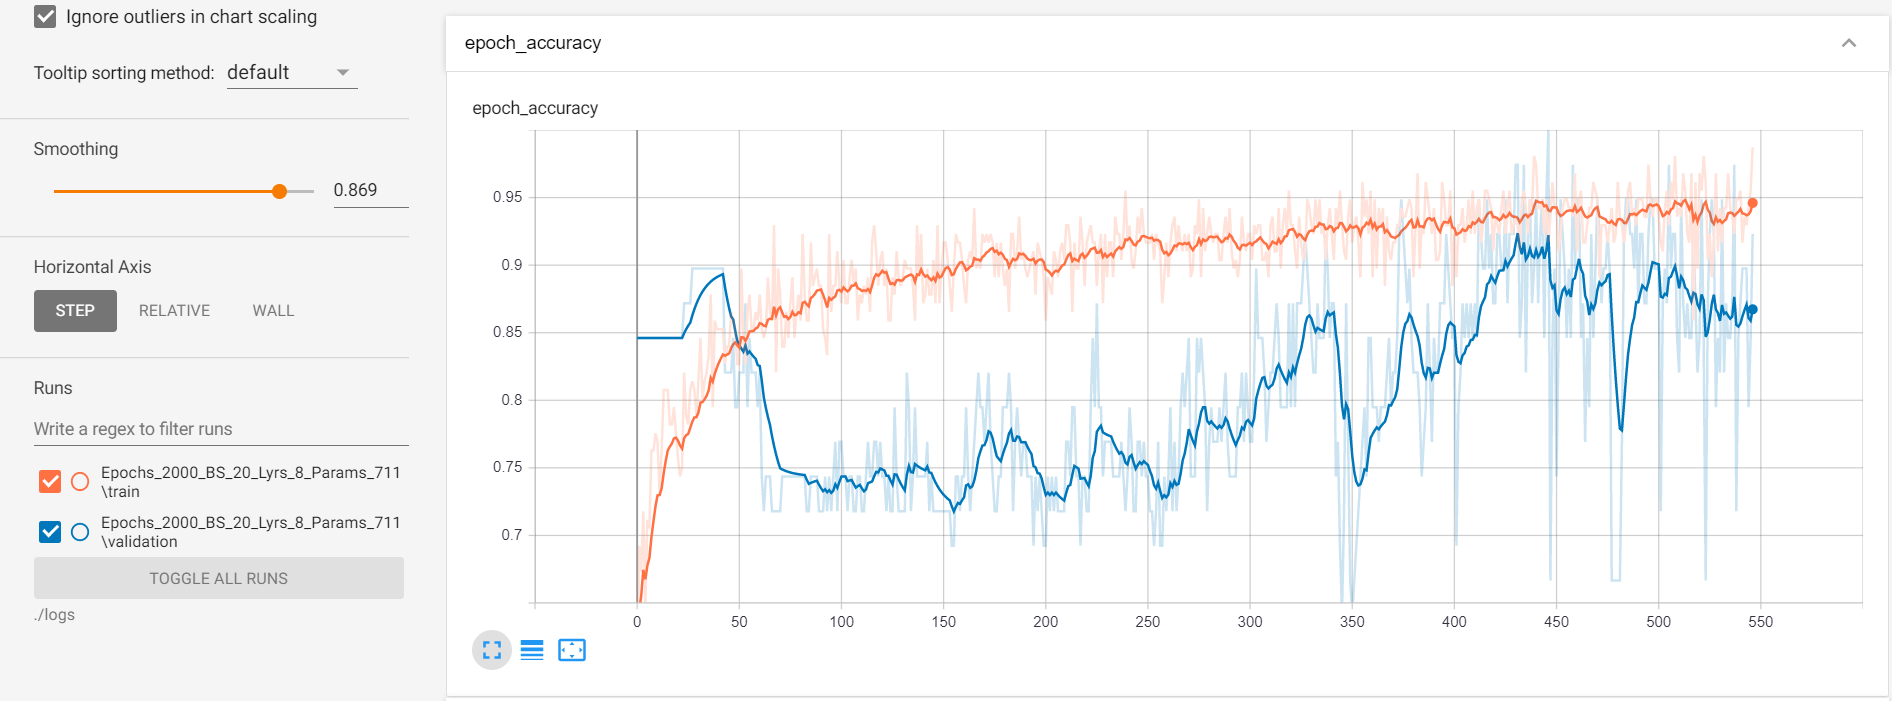 Ignore outliers in chart scaling
Tooltip sorting method: default
Smoothing
0.869
Horizontal Axis
STEP RELATIVE WALL
Runs
Write a regex to filter runs
Epochs_2000_BS_20_Lyrs_8_Params_711
\train
Epochs_2000_BS_20_Lyrs_8_Params_711
\validation
TOGGLE ALL RUNS
./logs
epoch_accuracy
epoch_accuracy
0.95
0.9
0.85
0.8
0.75
0.7
0 50 100 150 200 250 300 350 400 450 500 550